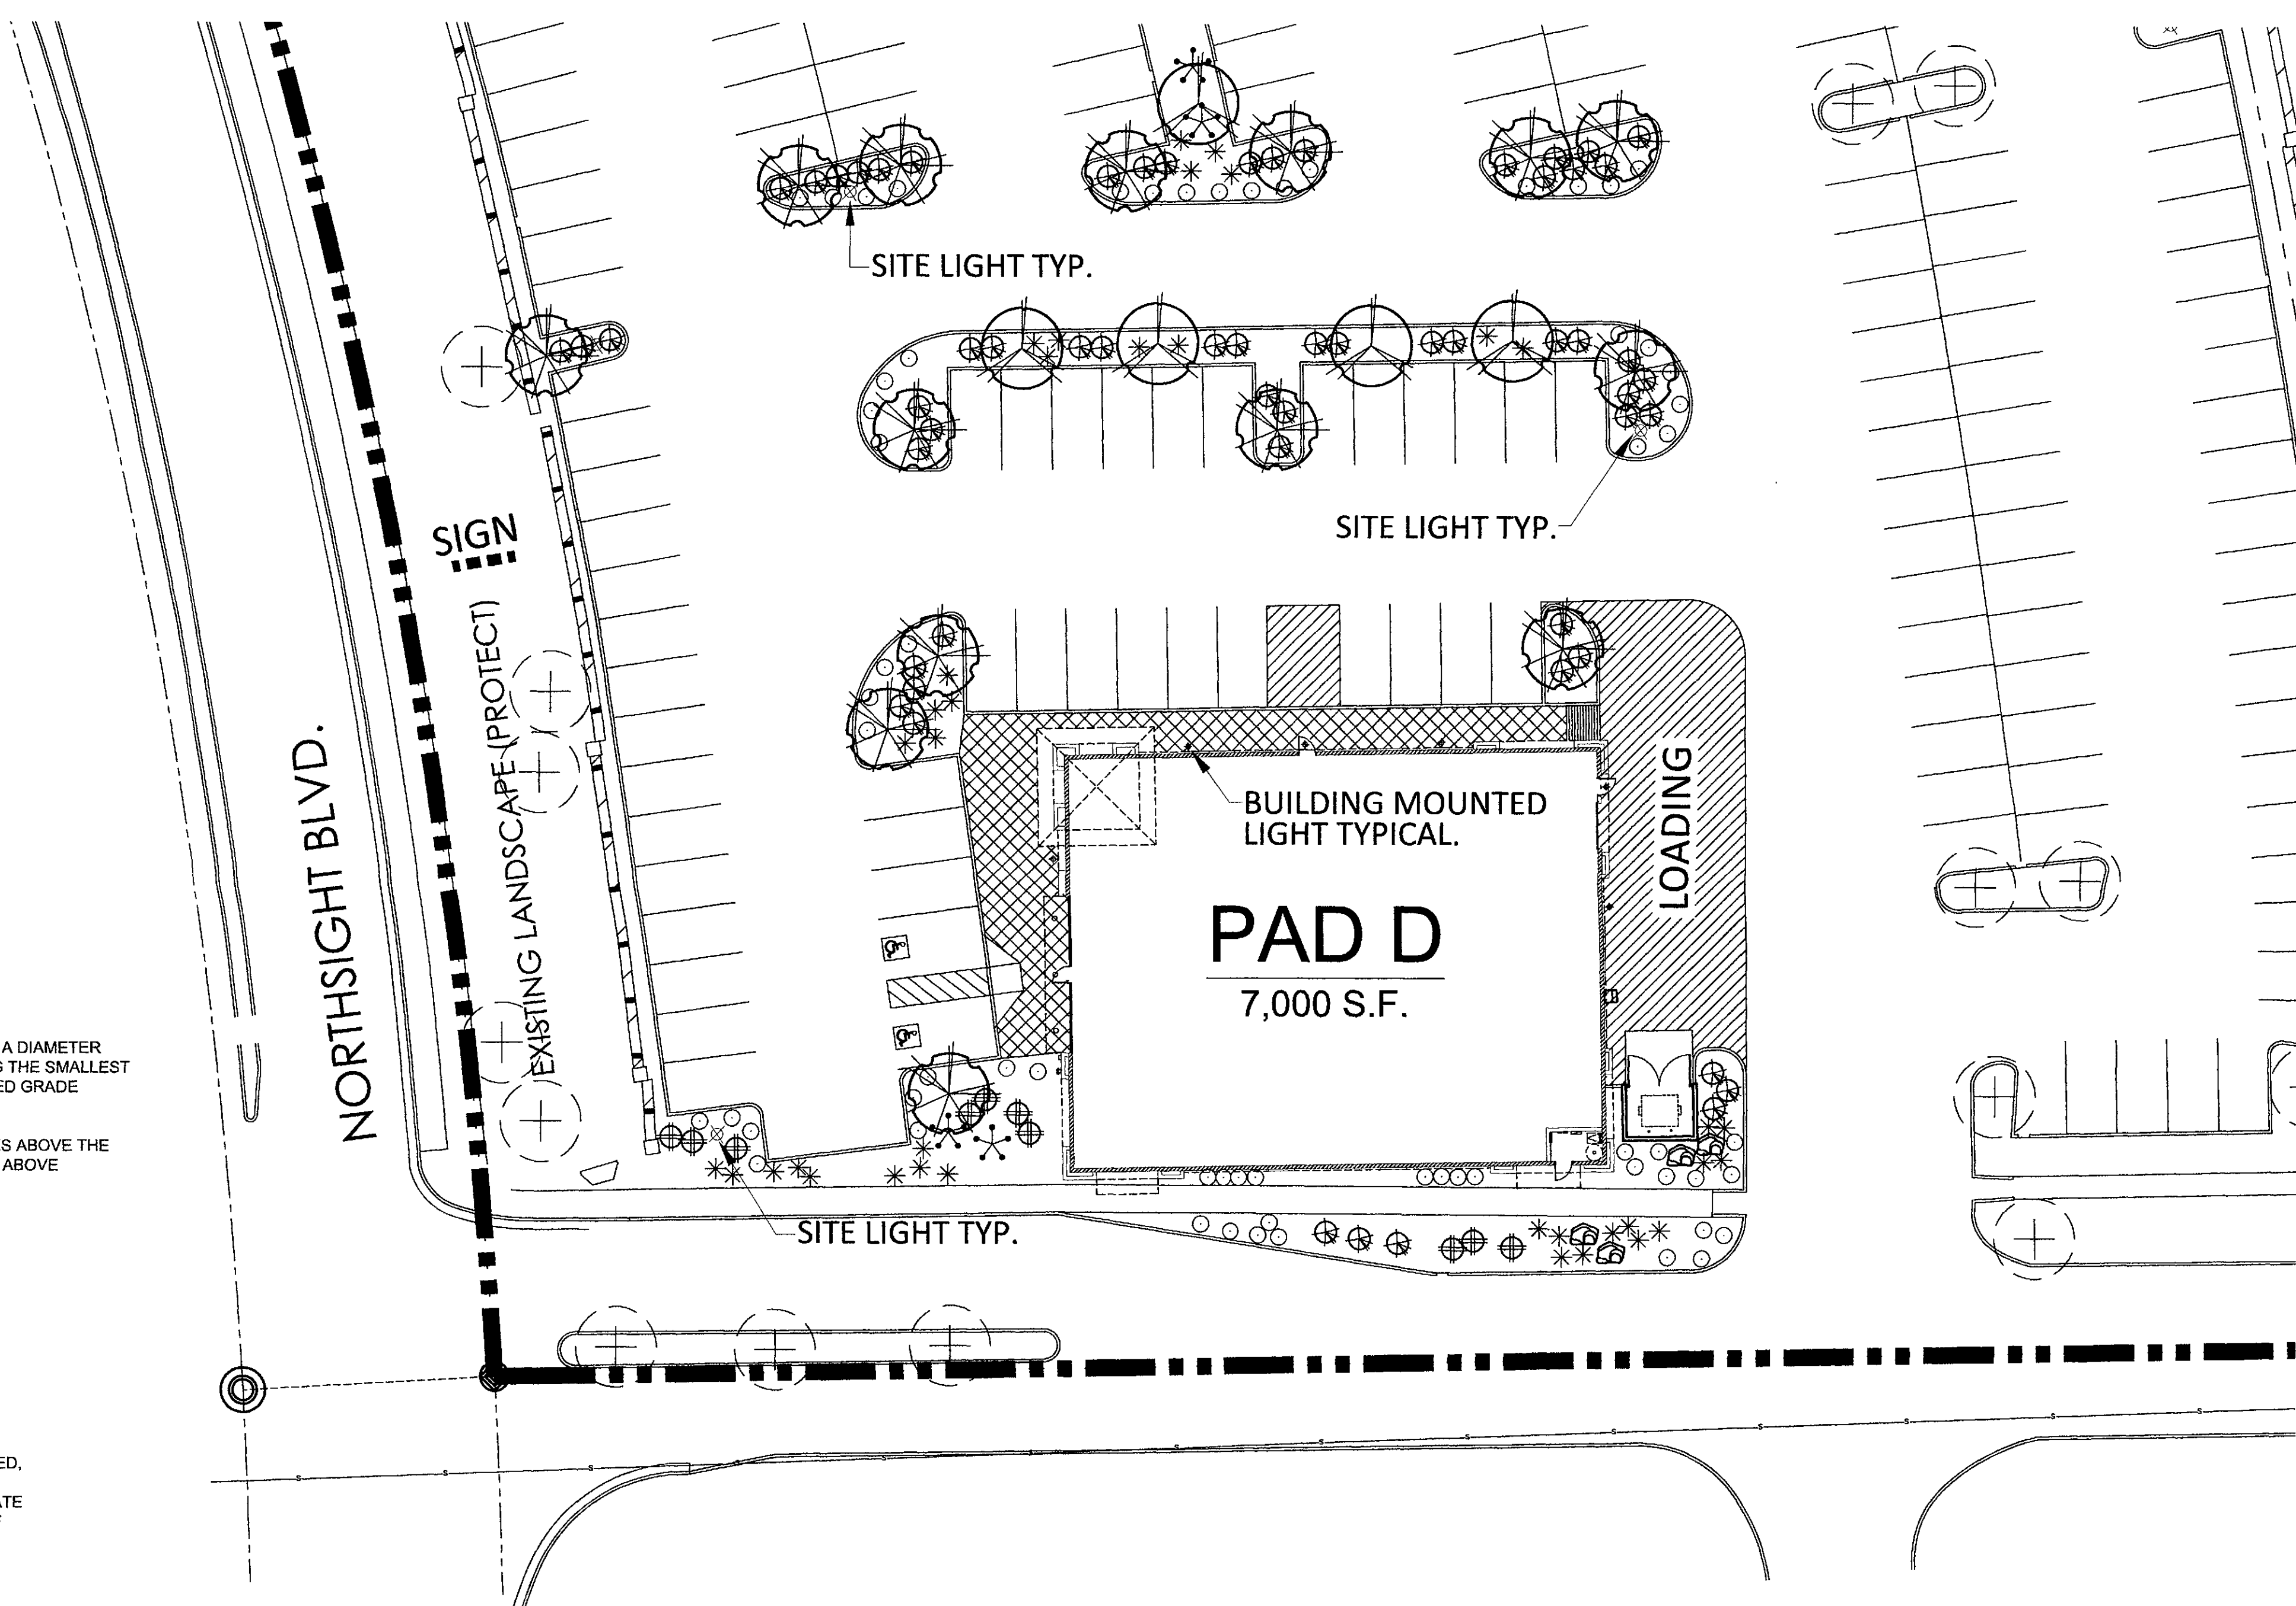 SITE LIGHT TYP.
SIGN
SITE LIGHT TYP.
EXISTING LANDSCAPE (PROTECT)
NORTHSIGHT BLVD.
BUILDING MOUNTED
LIGHT TYPICAL.
LOADING
PAD D
7,000 S.F.
A DIAMETER
THE SMALLEST
ED GRADE
ES ABOVE THE
ABOVE
SITE LIGHT TYP.
ED,
ATE
S
S
S
S
S
S
S
S
S
S
S
S
S
S